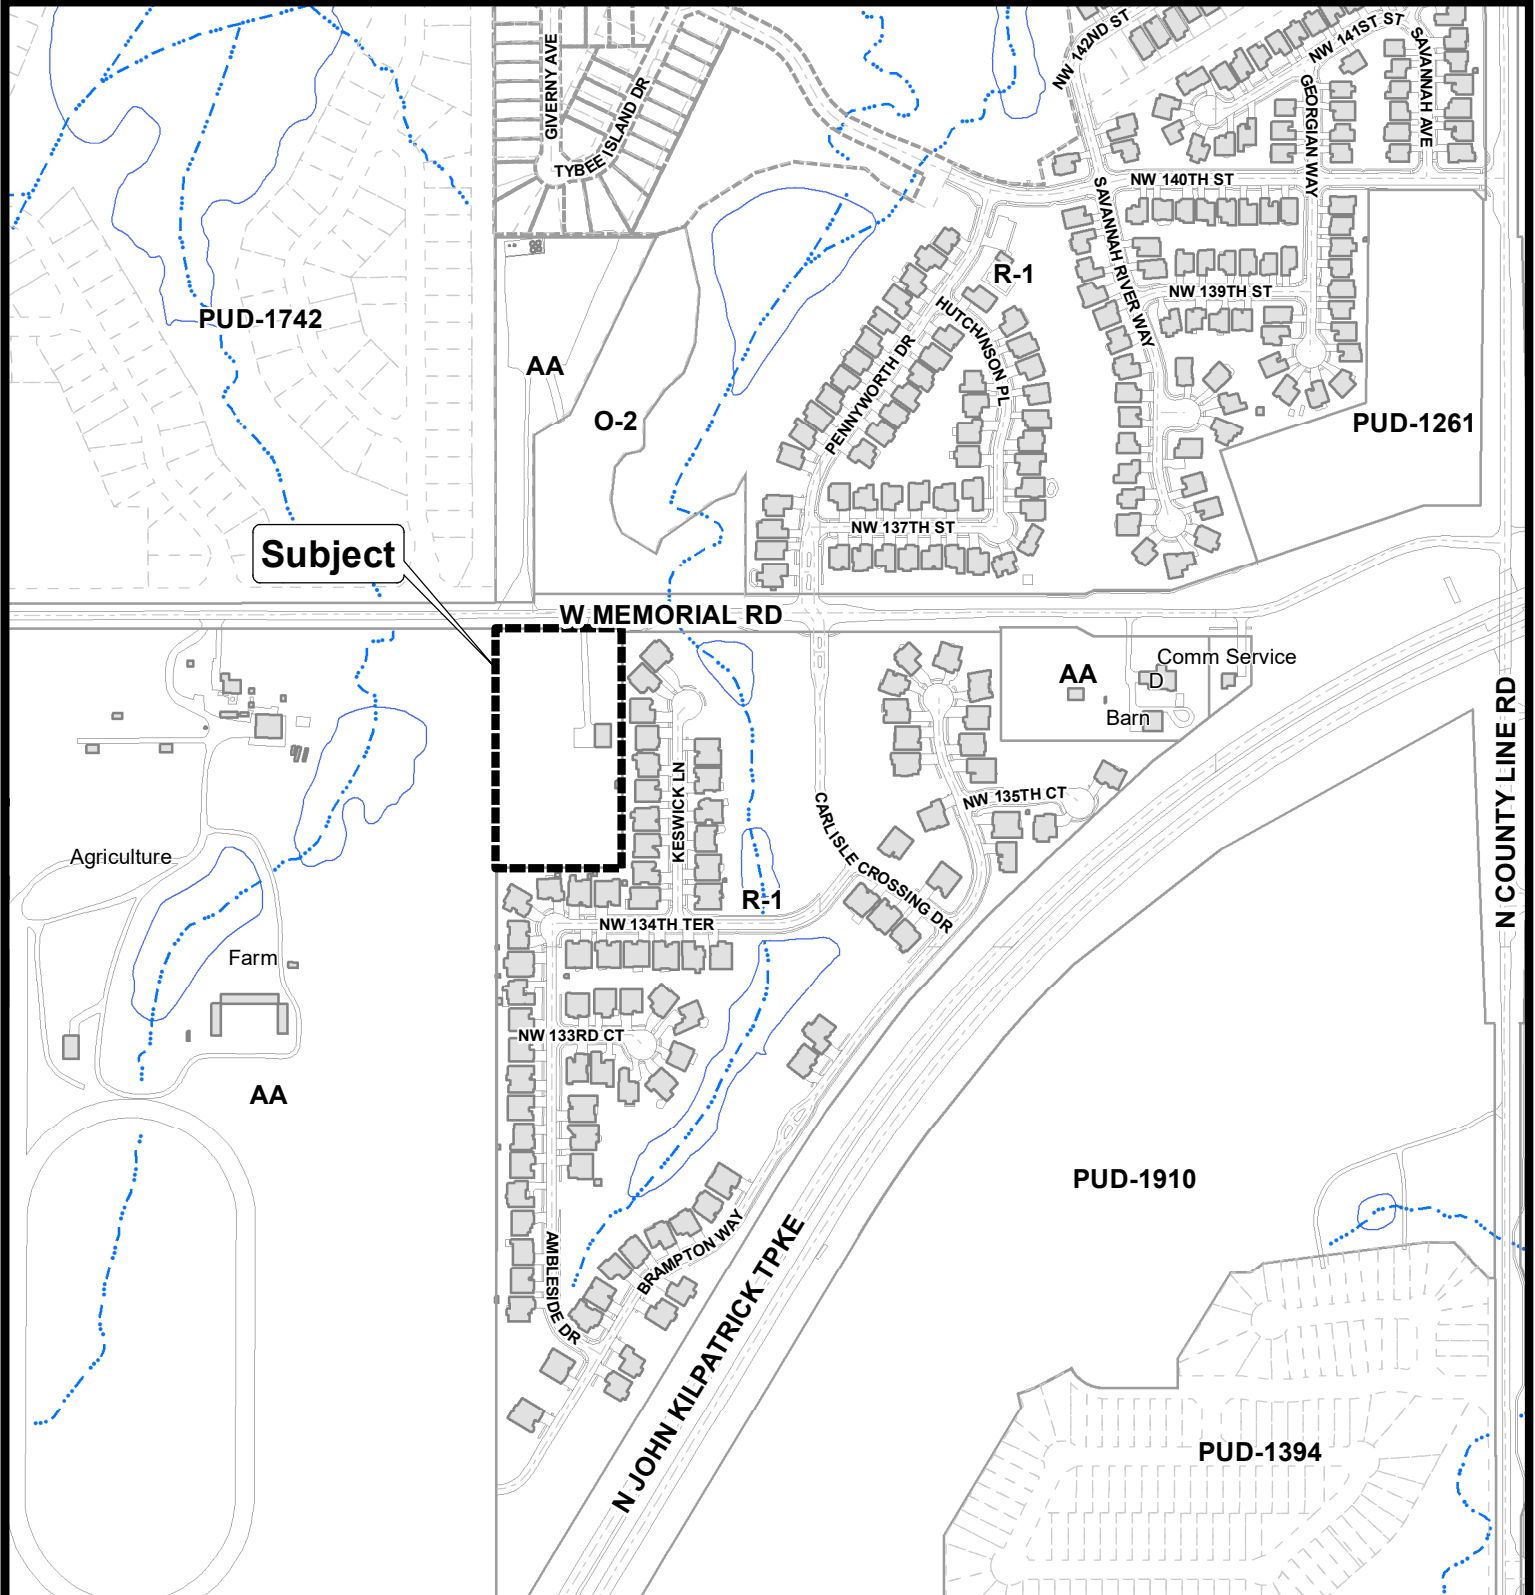 NW 142ND ST
NW 141ST ST
SAVANNAH AVE
GIVERNY AVE
TYBEE ISLAND DR
GEORGIAN WAY
NW 140TH ST
SAVANNAH RIVER WAY
R-1
NW 139TH ST
PUD-1742
HUTCHINSON PL
AA
PENNYWORTH DR
O-2
PUD-1261
NW 137TH ST
Subject
W MEMORIAL RD
Comm Service
AA
D
Barn
N COUNTY LINE RD
KESWICK LN
NW 135TH CT
CARLISLE CROSSING DR
Agriculture
R-1
NW 134TH TER
Farm
NW 133RD CT
AA
PUD-1910
BRAMPTON WAY
AMBLESIDE DR
N JOHN KILPATRICK TPKE
PUD-1394